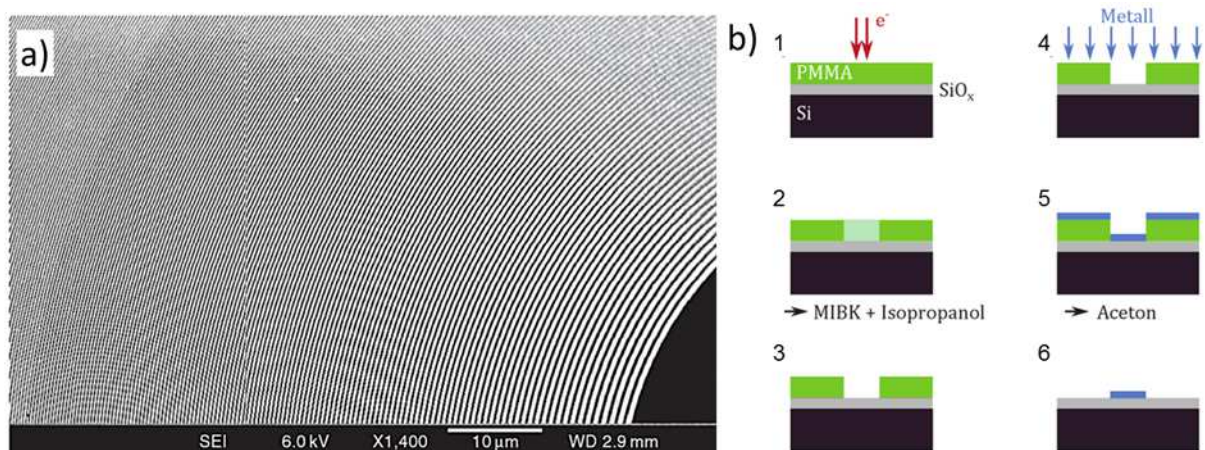 a)
SEI 6.0 kV X1,400 10 µm WD 2.9 mm
b)
1
e⁻
PMMA
SiOₓ
Si
2
→ MIBK + Isopropanol
3
4
Metall
5
→ Aceton
6